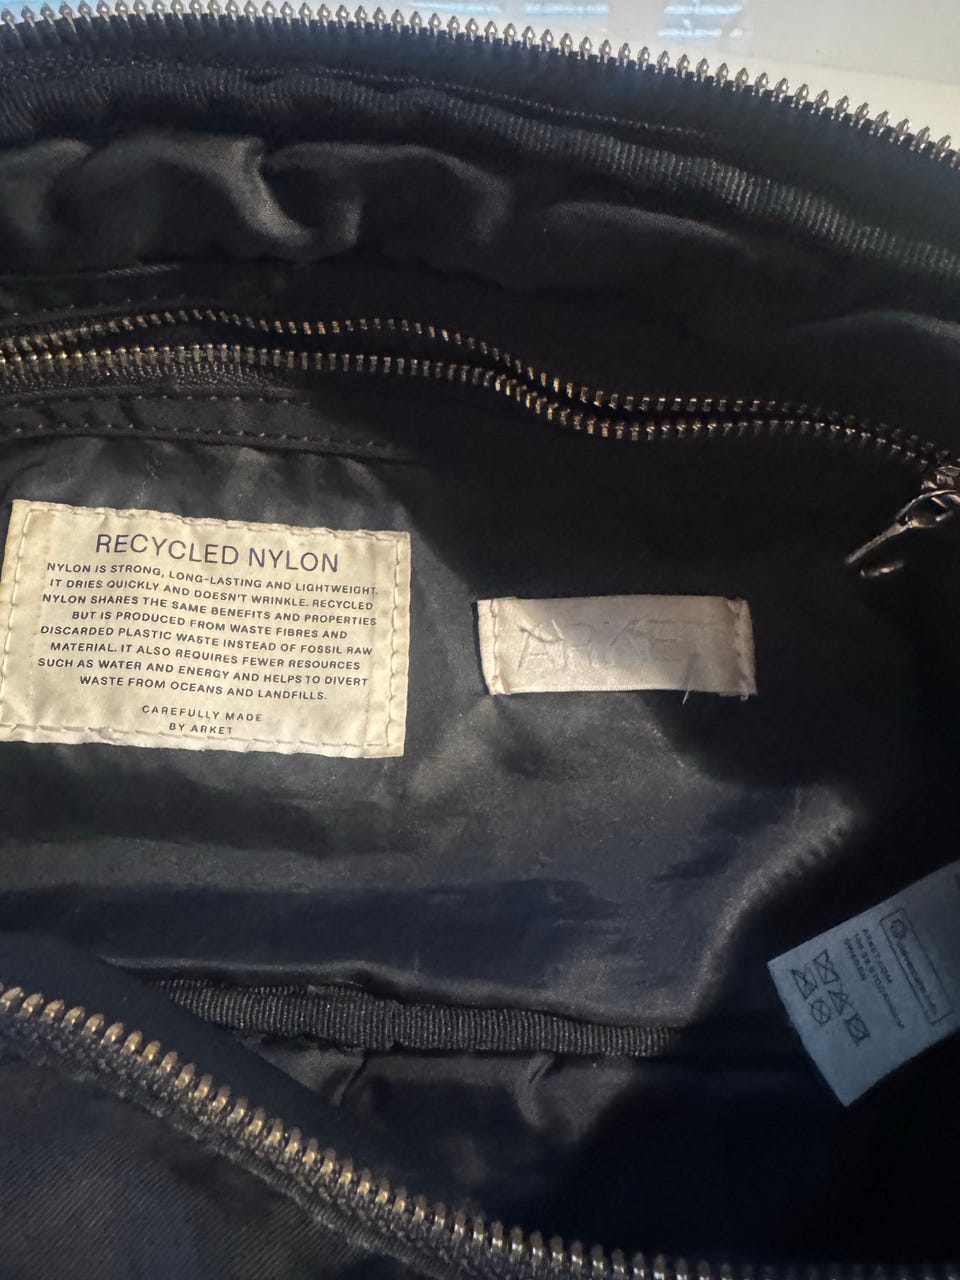 RECYCLED NYLON
NYLON IS STRONG, LONG-LASTING AND LIGHTWEIGHT.
IT DRIES QUICKLY AND DOESN'T WRINKLE. RECYCLED
NYLON SHARES THE SAME BENEFITS AND PROPERTIES
BUT IS PRODUCED FROM WASTE FIBRES AND
DISCARDED PLASTIC WASTE INSTEAD OF FOSSIL RAW
MATERIAL. IT ALSO REQUIRES FEWER RESOURCES
SUCH AS WATER AND ENERGY AND HELPS TO DIVERT
WASTE FROM OCEANS AND LANDFILLS.
CAREFULLY MADE
BY ARKET
ARKET
ARKET.COM
SWEDEN